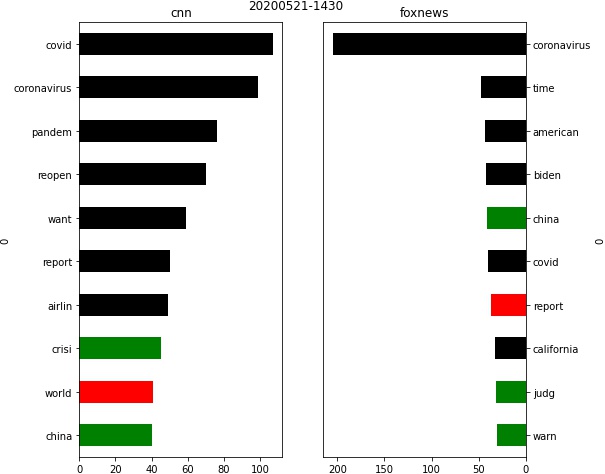 20200521-1430
cnn
foxnews
covid
coronavirus
pandem
reopen
want
report
airlin
crisi
world
china
0 20 40 60 80 100
0
coronavirus
time
american
biden
china
covid
report
california
judg
warn
200 150 100 50 0
0